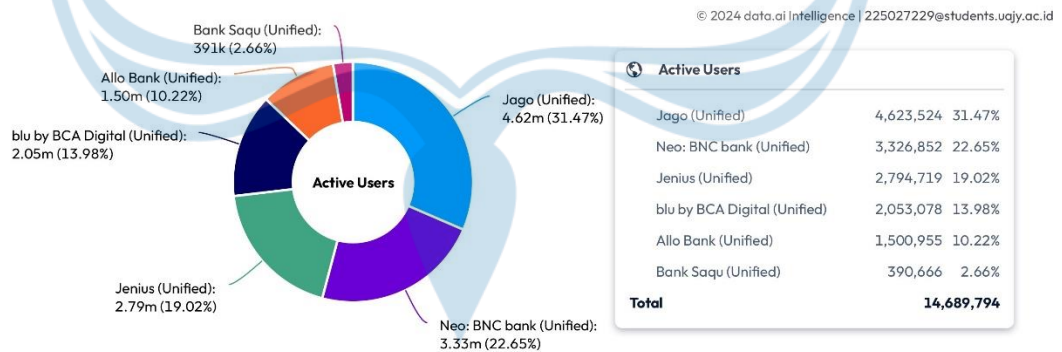 © 2024 data.ai Intelligence | 225027229@students.uajy.ac.id
Bank Saqu (Unified):
391k (2.66%)
Allo Bank (Unified):
1.50m (10.22%)
blu by BCA Digital (Unified):
2.05m (13.98%)
Jenius (Unified):
2.79m (19.02%)
Active Users
Jago (Unified):
4.62m (31.47%)
Neo: BNC bank (Unified):
3.33m (22.65%)
Active Users
Jago (Unified) 4,623,524 31.47%
Neo: BNC bank (Unified) 3,326,852 22.65%
Jenius (Unified) 2,794,719 19.02%
blu by BCA Digital (Unified) 2,053,078 13.98%
Allo Bank (Unified) 1,500,955 10.22%
Bank Saqu (Unified) 390,666 2.66%
Total 14,689,794